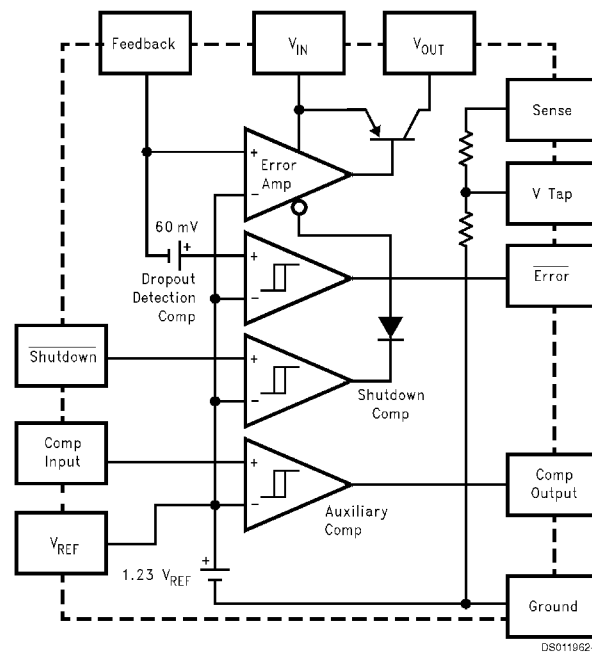 Feedback
V_IN
V_OUT
Sense
+
Error
Amp
−
V Tap
60 mV
+
Dropout
Detection
Comp
+
−
Error
Shutdown
+
−
Shutdown
Comp
Comp
Input
+
−
Auxiliary
Comp
Comp
Output
V_REF
+
1.23 V_REF
Ground